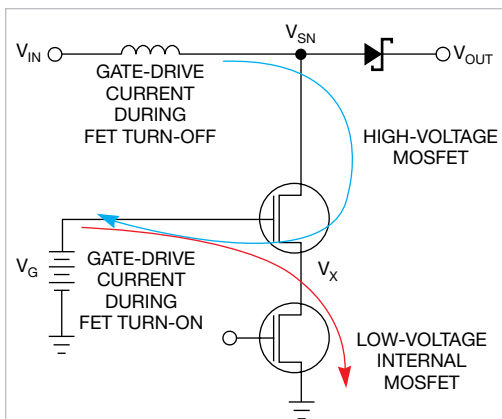 V_SN
V_IN
V_OUT
GATE-DRIVE
CURRENT
DURING
FET TURN-OFF
HIGH-VOLTAGE
MOSFET
V_G
GATE-DRIVE
CURRENT
DURING
FET TURN-ON
V_X
LOW-VOLTAGE
INTERNAL
MOSFET